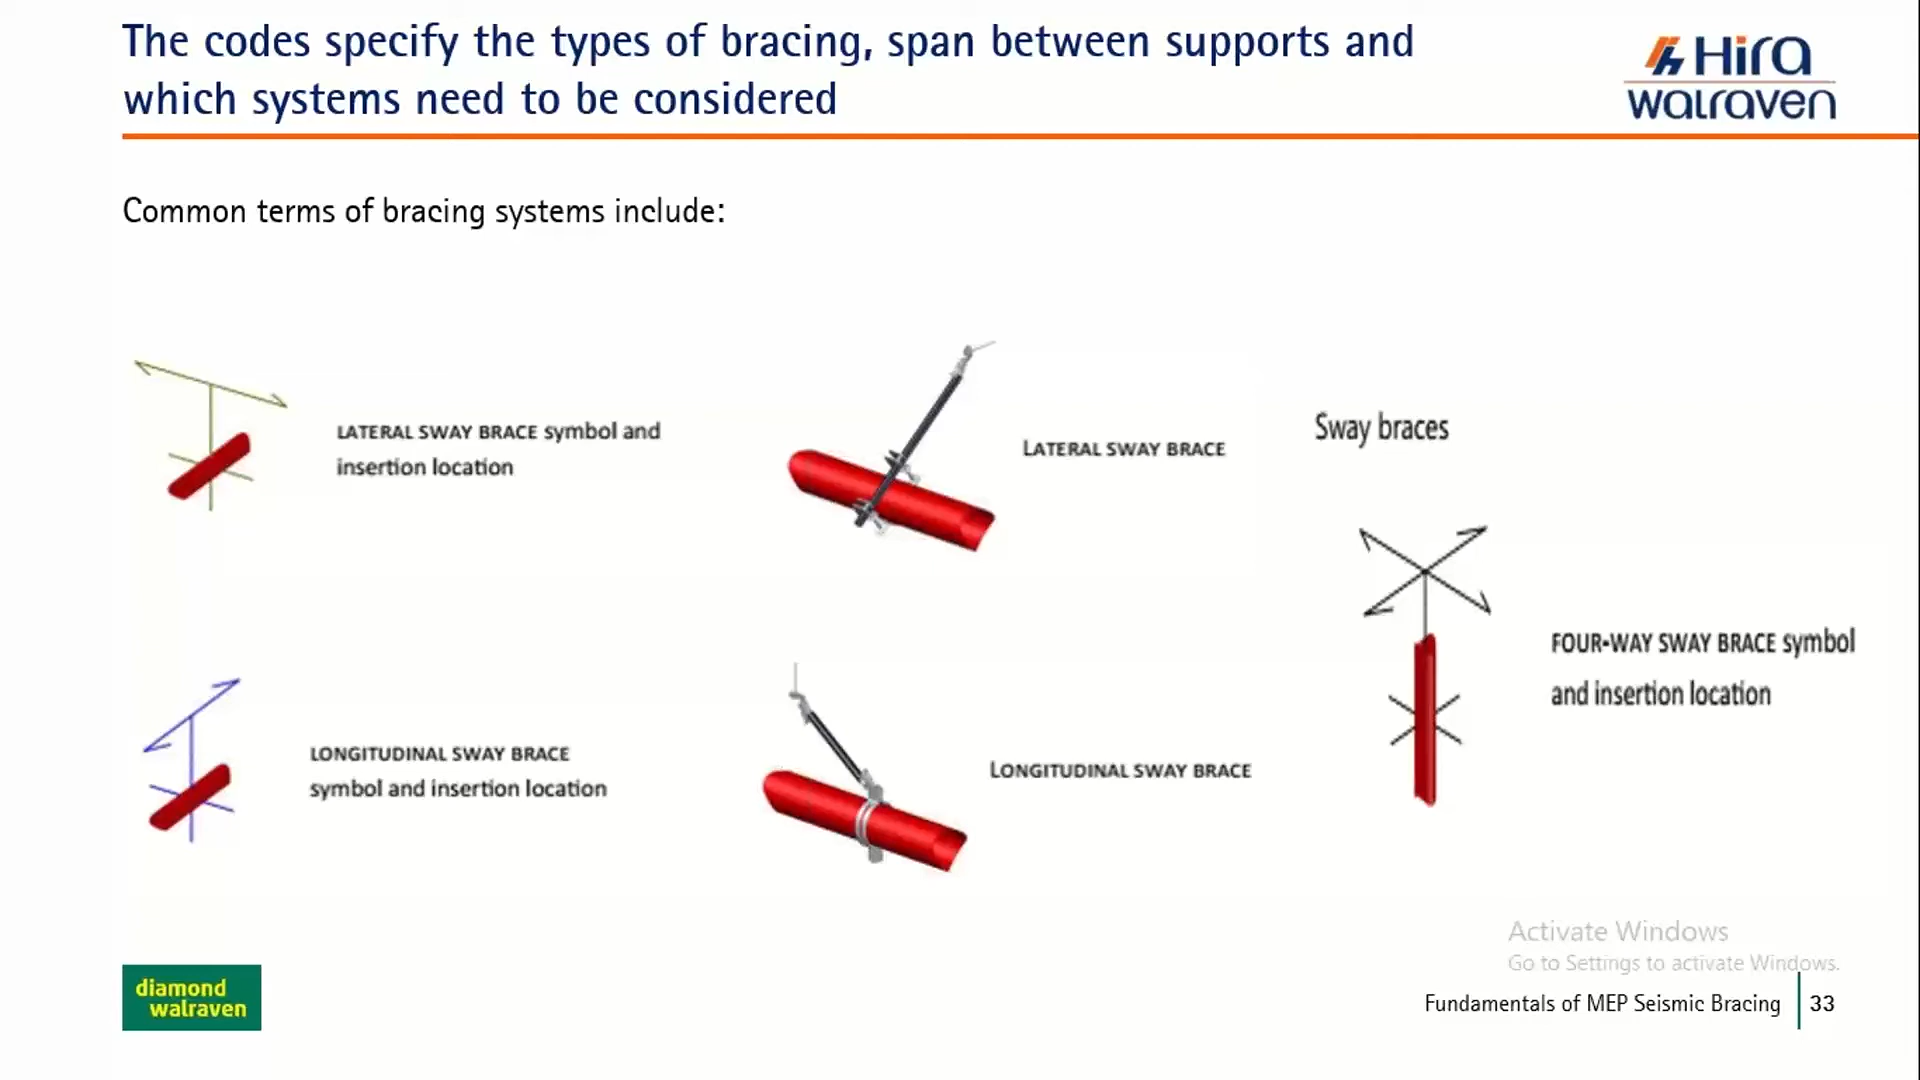 The codes specify the types of bracing, span between supports and
which systems need to be considered
Hira
walraven
Common terms of bracing systems include:
LATERAL SWAY BRACE symbol and
insertion location
LATERAL SWAY BRACE
Sway braces
FOUR-WAY SWAY BRACE symbol
and insertion location
LONGITUDINAL SWAY BRACE
symbol and insertion location
LONGITUDINAL SWAY BRACE
Activate Windows
Go to Settings to activate Windows.
diamond
walraven
Fundamentals of MEP Seismic Bracing
33